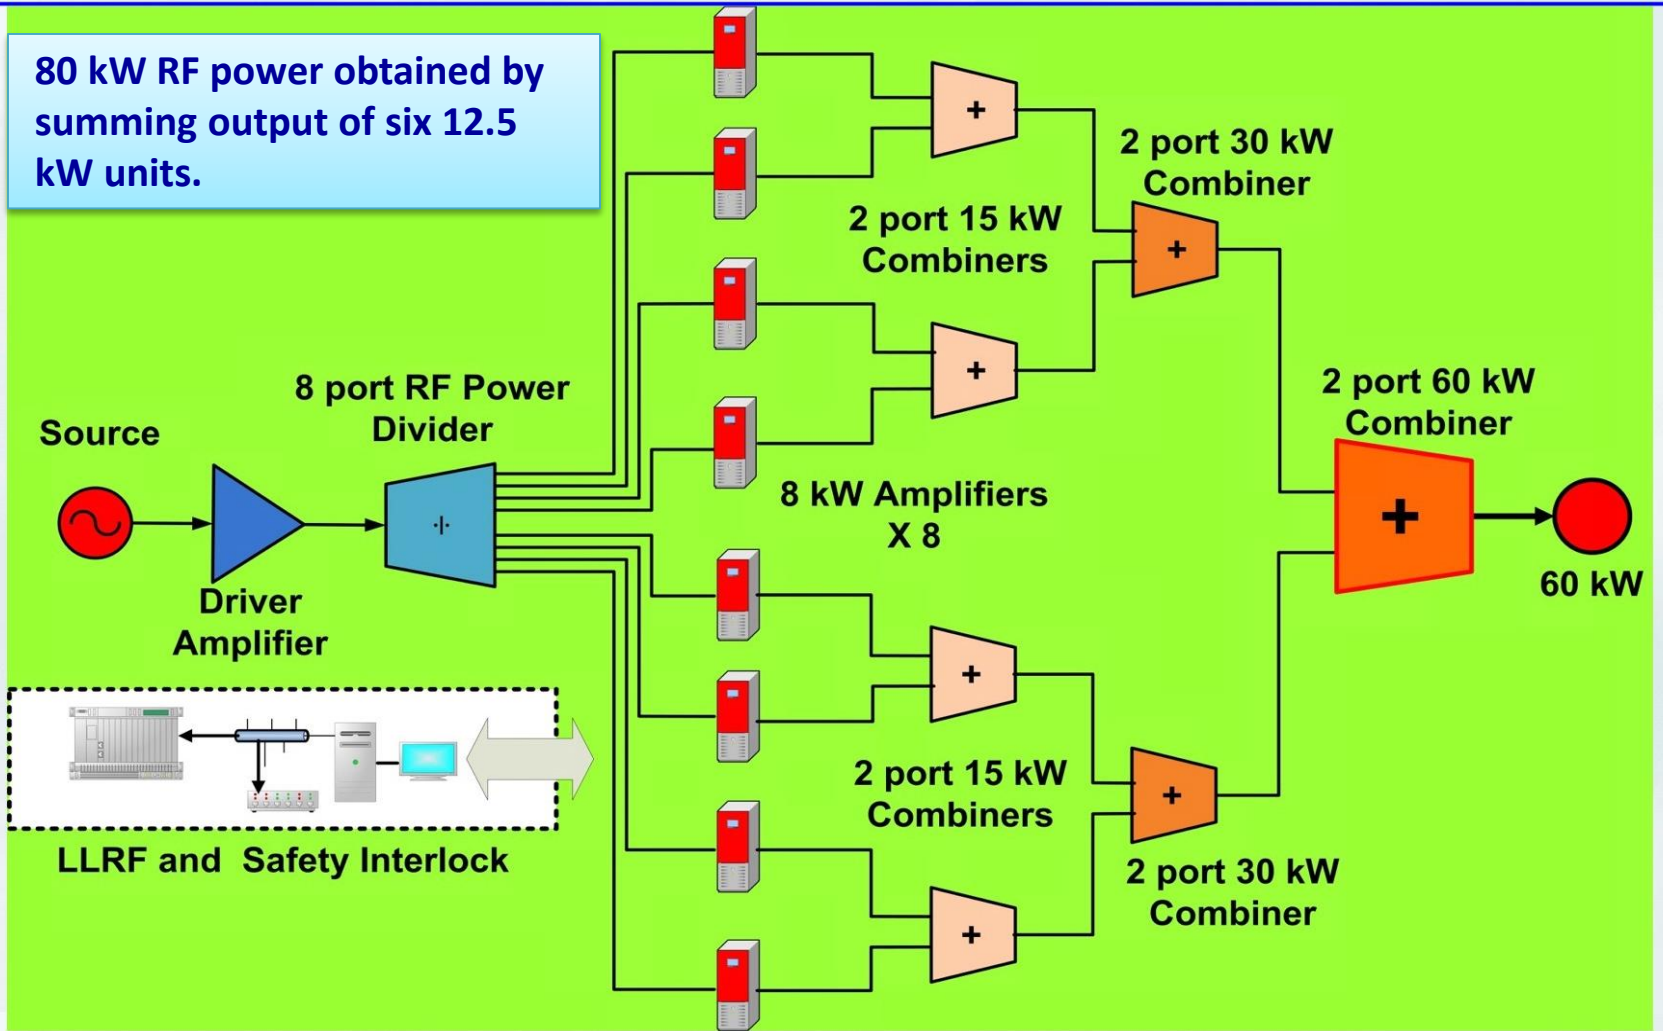 80 kW RF power obtained by
summing output of six 12.5
kW units.
2 port 30 kW
Combiner
2 port 15 kW
Combiners
8 port RF Power
Divider
2 port 60 kW
Combiner
Source
8 kW Amplifiers
X 8
60 kW
Driver
Amplifier
2 port 15 kW
Combiners
LLRF and  Safety Interlock
2 port 30 kW
Combiner